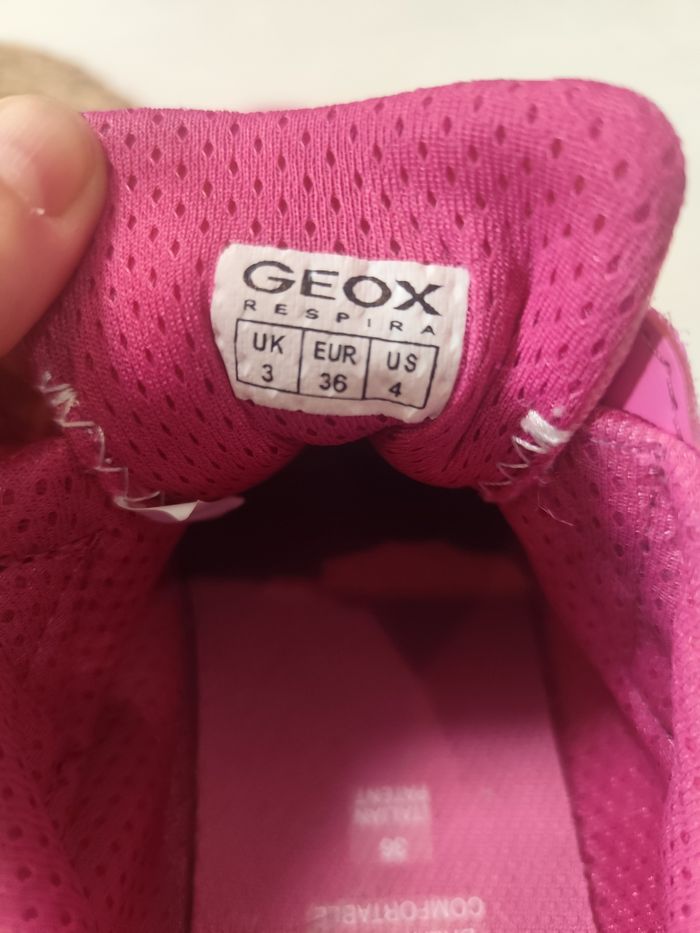 GEOX
RESPIRA
UK EUR US
3 36 4
ITALIAN
PATENT
36
COMFORTABLE